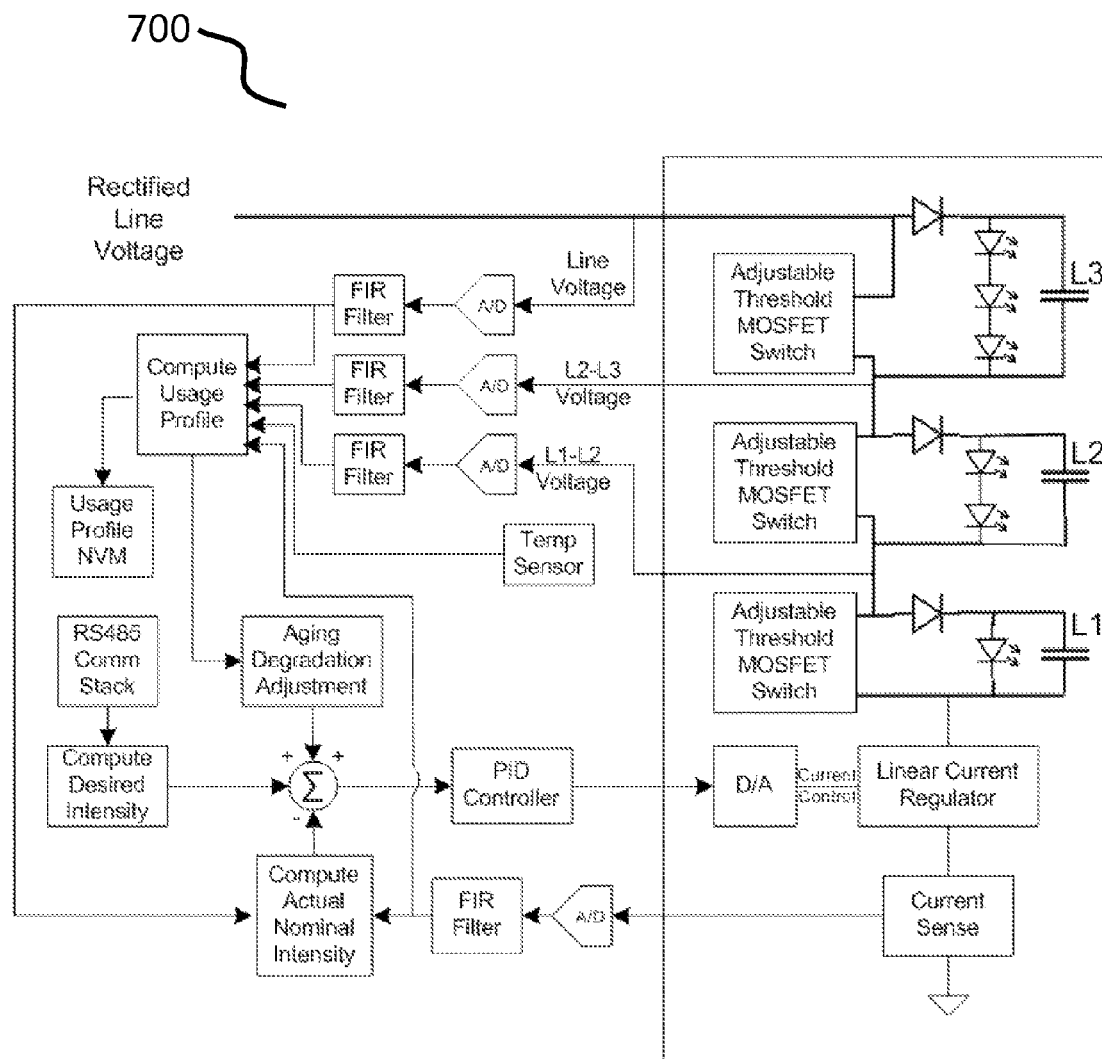 700
Rectified
Line
Voltage
Line
Voltage
FIR
Filter
A/D
Adjustable
Threshold
MOSFET
Switch
L3
Compute
Usage
Profile
FIR
Filter
A/D
L2-L3
Voltage
FIR
Filter
A/D
L1-L2
Voltage
Adjustable
Threshold
MOSFET
Switch
L2
Usage
Profile
NVM
Temp
Sensor
Adjustable
Threshold
MOSFET
Switch
L1
RS485
Comm
Stack
Aging
Degradation
Adjustment
Compute
Desired
Intensity
+
+
Σ
-
PID
Controller
D/A
Current
Control
Linear Current
Regulator
Compute
Actual
Nominal
Intensity
FIR
Filter
A/D
Current
Sense